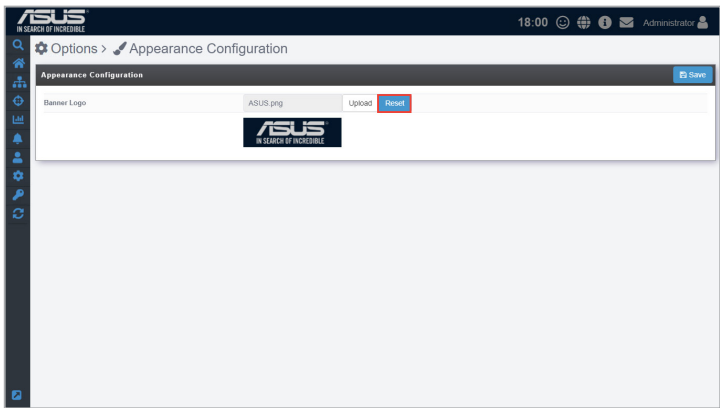 ASUS
IN SEARCH OF INCREDIBLE
18:00
Administrator
Options > Appearance Configuration
Appearance Configuration
Save
Banner Logo
ASUS.png
Upload
Reset
ASUS
IN SEARCH OF INCREDIBLE